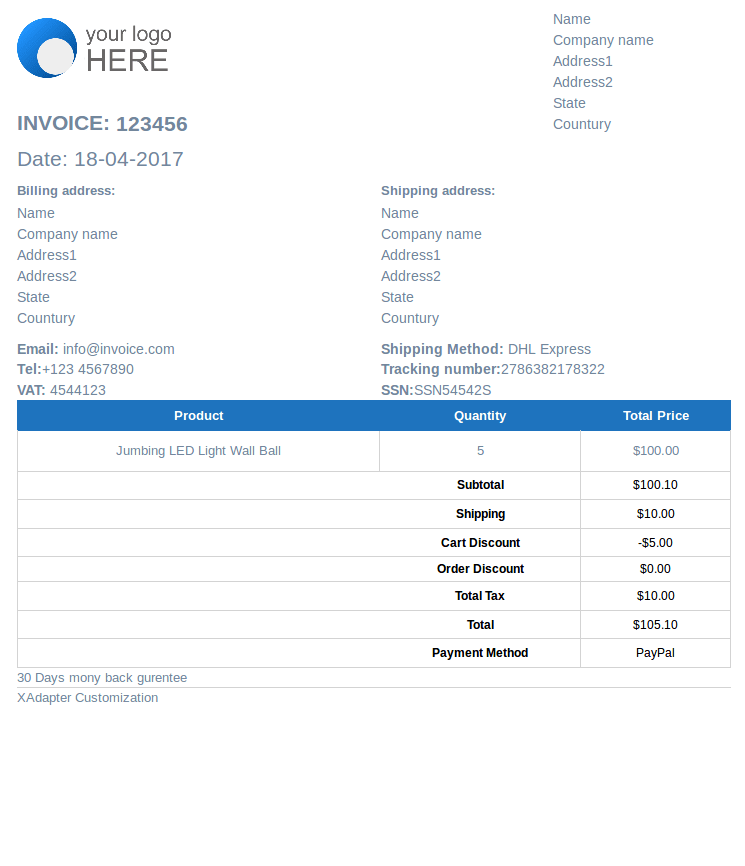 your logo
HERE
Name
Company name
Address1
Address2
State
Countury
INVOICE: 123456
Date: 18-04-2017
Billing address:
Name
Company name
Address1
Address2
State
Countury
Shipping address:
Name
Company name
Address1
Address2
State
Countury
Email: info@invoice.com
Tel:+123 4567890
VAT: 4544123
Shipping Method: DHL Express
Tracking number:2786382178322
SSN:SSN54542S
Product Quantity Total Price
Jumbing LED Light Wall Ball 5 $100.00
Subtotal $100.10
Shipping $10.00
Cart Discount -$5.00
Order Discount $0.00
Total Tax $10.00
Total $105.10
Payment Method PayPal
30 Days mony back gurentee
XAdapter Customization